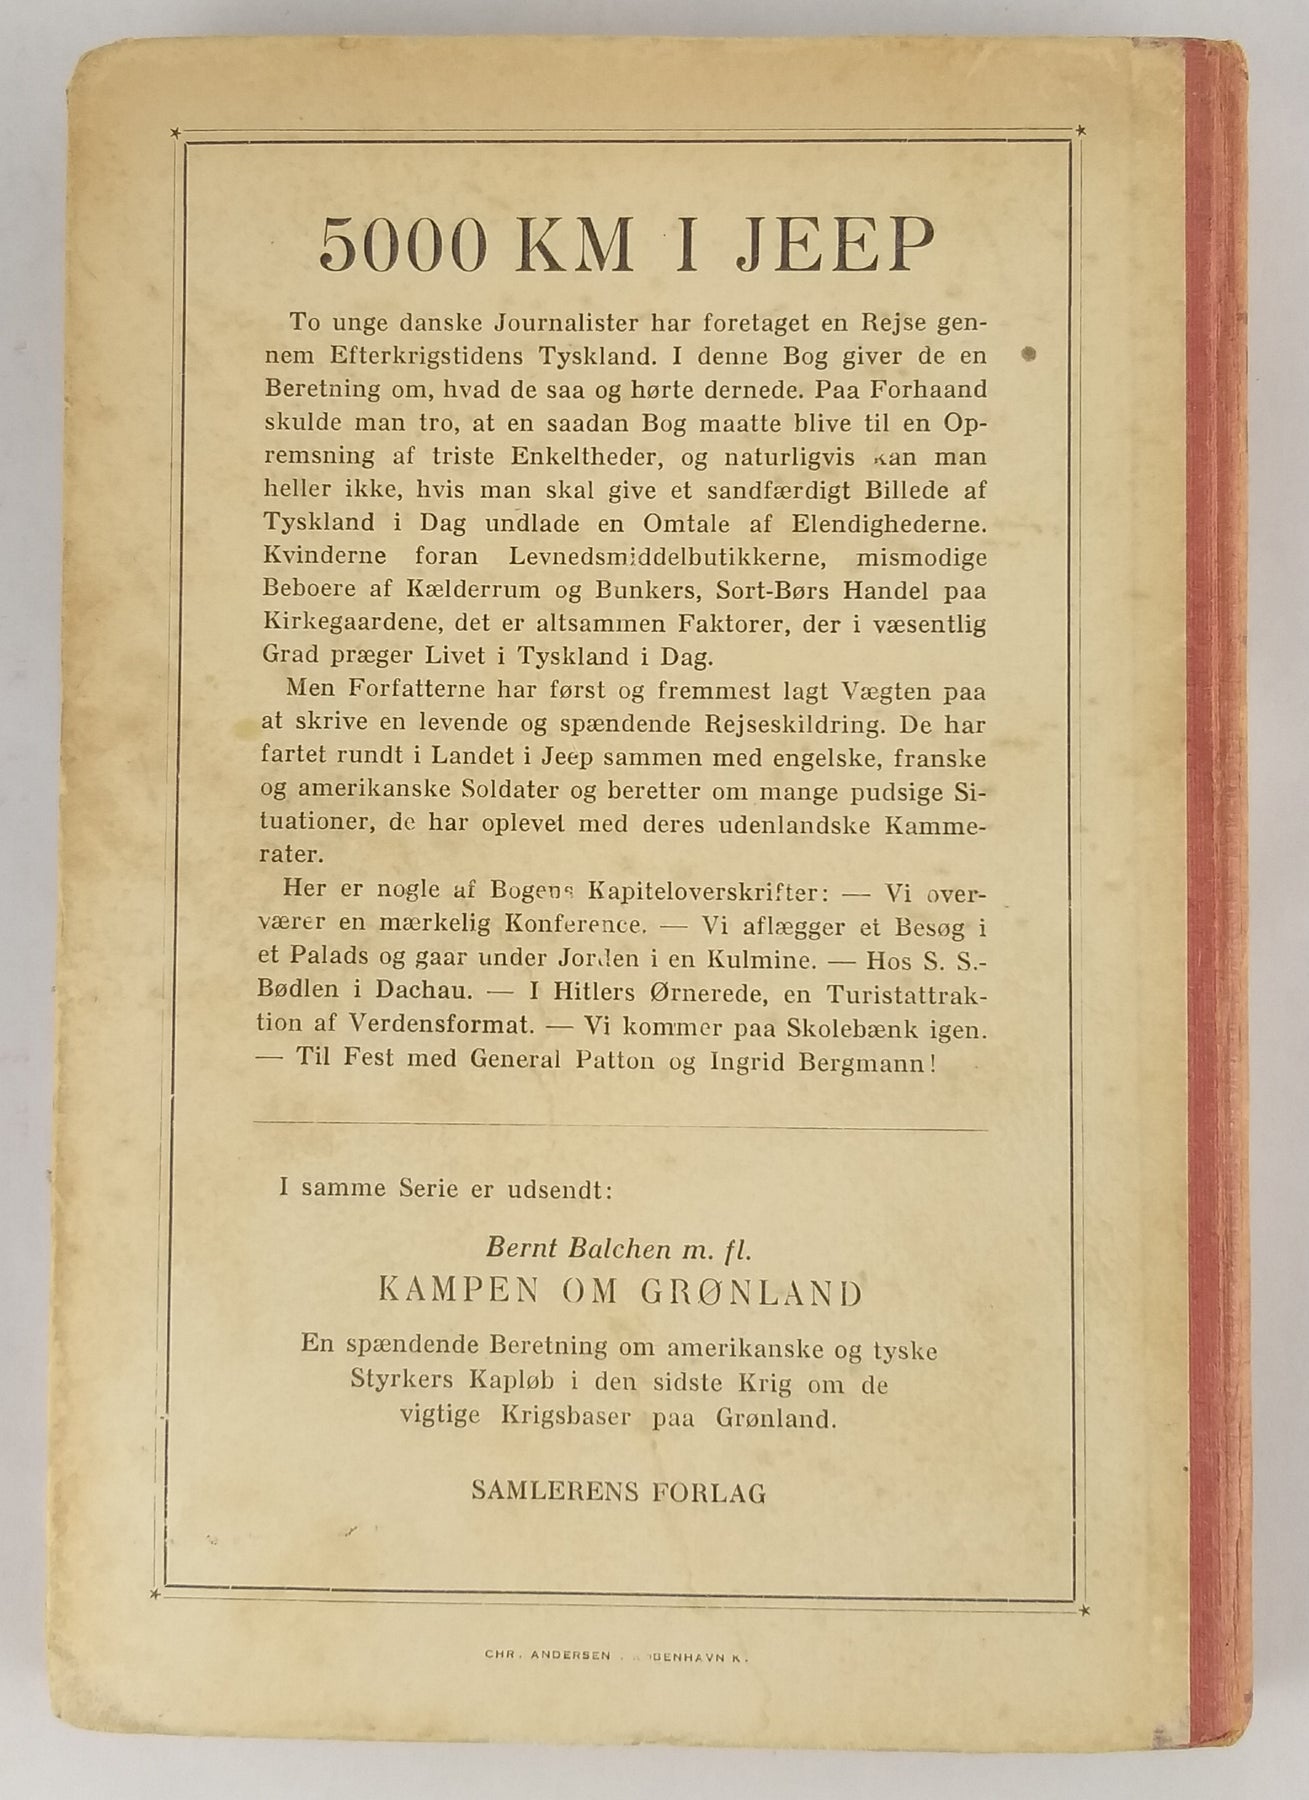 5000 KM I JEEP
To unge danske Journalister har foretaget en Rejse gen-
nem Efterkrigstidens Tyskland. I denne Bog giver de en
Beretning om, hvad de saa og hørte dernede. Paa Forhaand
skulde man tro, at en saadan Bog maatte blive til en Op-
remsning af triste Enkeltheder, og naturligvis kan man
heller ikke, hvis man skal give et sandfærdigt Billede af
Tyskland i Dag undlade en Omtale af Elendighederne.
Kvinderne foran Levnedsmiddelbutikkerne, mismodige
Beboere af Kælderrum og Bunkers, Sort-Børs Handel paa
Kirkegaardene, det er altsammen Faktorer, der i væsentlig
Grad præger Livet i Tyskland i Dag.
Men Forfatterne har først og fremmest lagt Vægten paa
at skrive en levende og spændende Rejseskildring. De har
fartet rundt i Landet i Jeep sammen med engelske, franske
og amerikanske Soldater og beretter om mange pudsige Si-
tuationer, de har oplevet med deres udenlandske Kamme-
rater.
Her er nogle af Bogens Kapiteloverskrifter: — Vi over-
værer en mærkelig Konference. — Vi aflægger et Besøg i
et Palads og gaar under Jorden i en Kulmine. — Hos S. S.-
Bødlen i Dachau. — I Hitlers Ørnerede, en Turistattrak-
tion af Verdensformat. — Vi kommer paa Skolebænk igen.
— Til Fest med General Patton og Ingrid Bergmann!
I samme Serie er udsendt:
Bernt Balchen m. fl.
KAMPEN OM GRØNLAND
En spændende Beretning om amerikanske og tyske
Styrkers Kapløb i den sidste Krig om de
vigtige Krigsbaser paa Grønland.
SAMLERENS FORLAG
CHR. ANDERSEN . KØBENHAVN K.